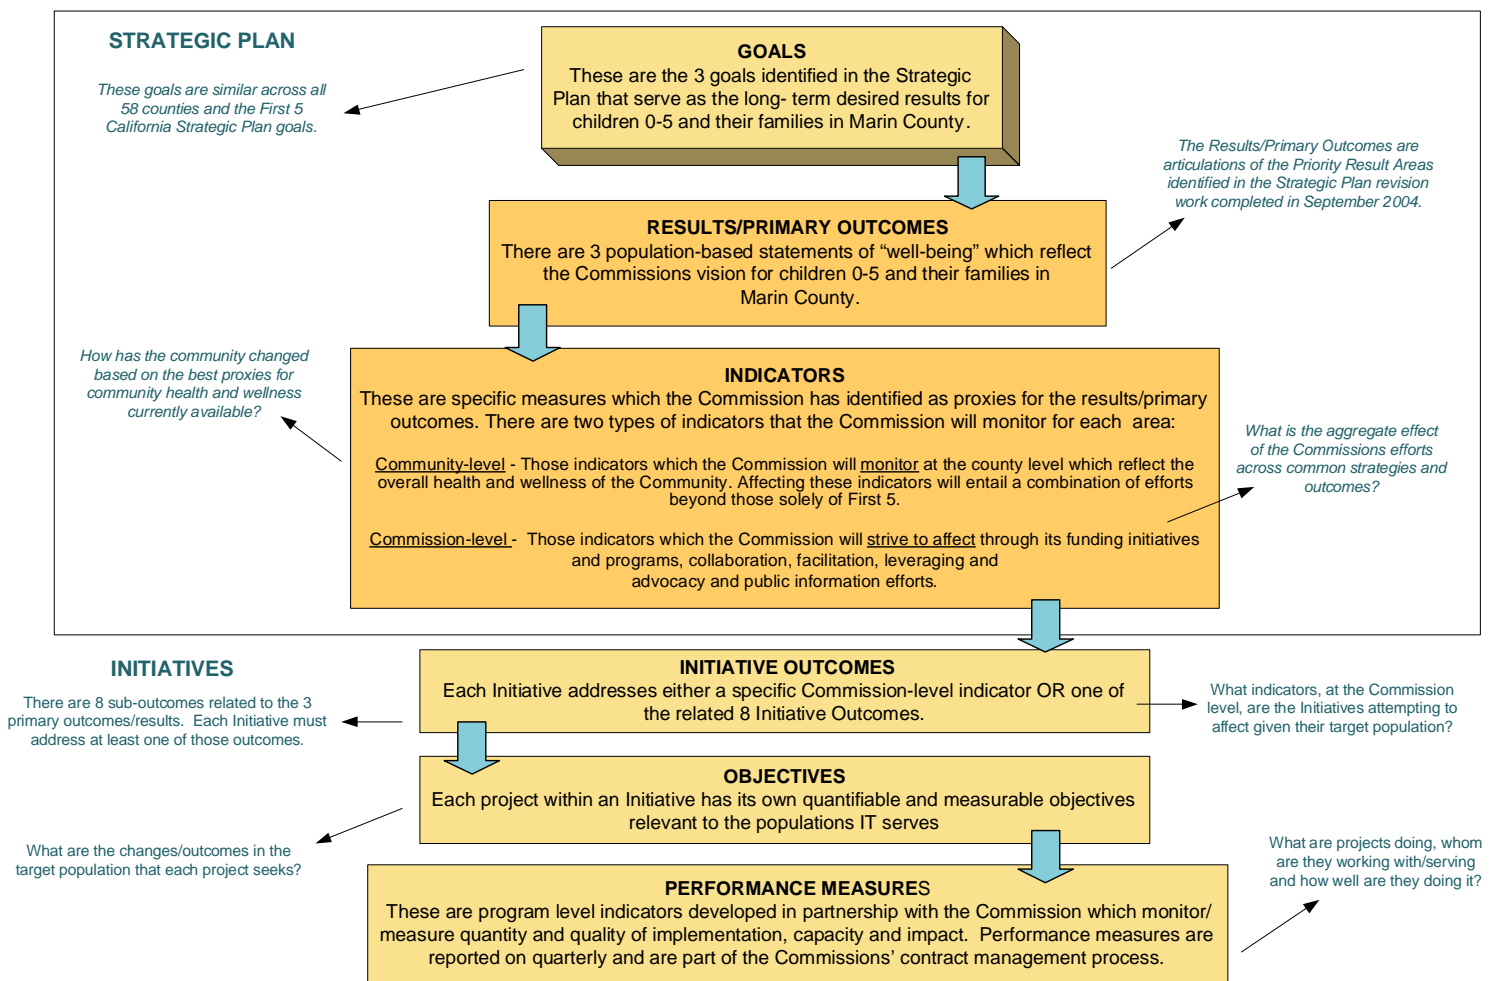 STRATEGIC PLAN
These goals are similar across all
58 counties and the First 5
California Strategic Plan goals.
GOALS
These are the 3 goals identified in the Strategic
Plan that serve as the long- term desired results for
children 0-5 and their families in Marin County.
The Results/Primary Outcomes are
articulations of the Priority Result Areas
identified in the Strategic Plan revision
work completed in September 2004.
RESULTS/PRIMARY OUTCOMES
There are 3 population-based statements of “well-being” which reflect
the Commissions vision for children 0-5 and their families in
Marin County.
How has the community changed
based on the best proxies for
community health and wellness
currently available?
INDICATORS
These are specific measures which the Commission has identified as proxies for the results/primary
outcomes. There are two types of indicators that the Commission will monitor for each  area:
Community-level - Those indicators which the Commission will monitor at the county level which reflect the
overall health and wellness of the Community. Affecting these indicators will entail a combination of efforts
beyond those solely of First 5.
Commission-level -  Those indicators which the Commission will strive to affect through its funding initiatives
and programs, collaboration, facilitation, leveraging and
advocacy and public information efforts.
What is the aggregate effect
of the Commissions efforts
across common strategies and
outcomes?
INITIATIVES
There are 8 sub-outcomes related to the 3
primary outcomes/results.  Each Initiative must
address at least one of those outcomes.
INITIATIVE OUTCOMES
Each Initiative addresses either a specific Commission-level indicator OR one of
the related 8 Initiative Outcomes.
What indicators, at the Commission
level, are the Initiatives attempting to
affect given their target population?
OBJECTIVES
Each project within an Initiative has its own quantifiable and measurable objectives
relevant to the populations IT serves
What are the changes/outcomes in the
target population that each project seeks?
What are projects doing, whom
are they working with/serving
and how well are they doing it?
PERFORMANCE MEASURES
These are program level indicators developed in partnership with the Commission which monitor/
measure quantity and quality of implementation, capacity and impact.  Performance measures are
reported on quarterly and are part of the Commissions’ contract management process.